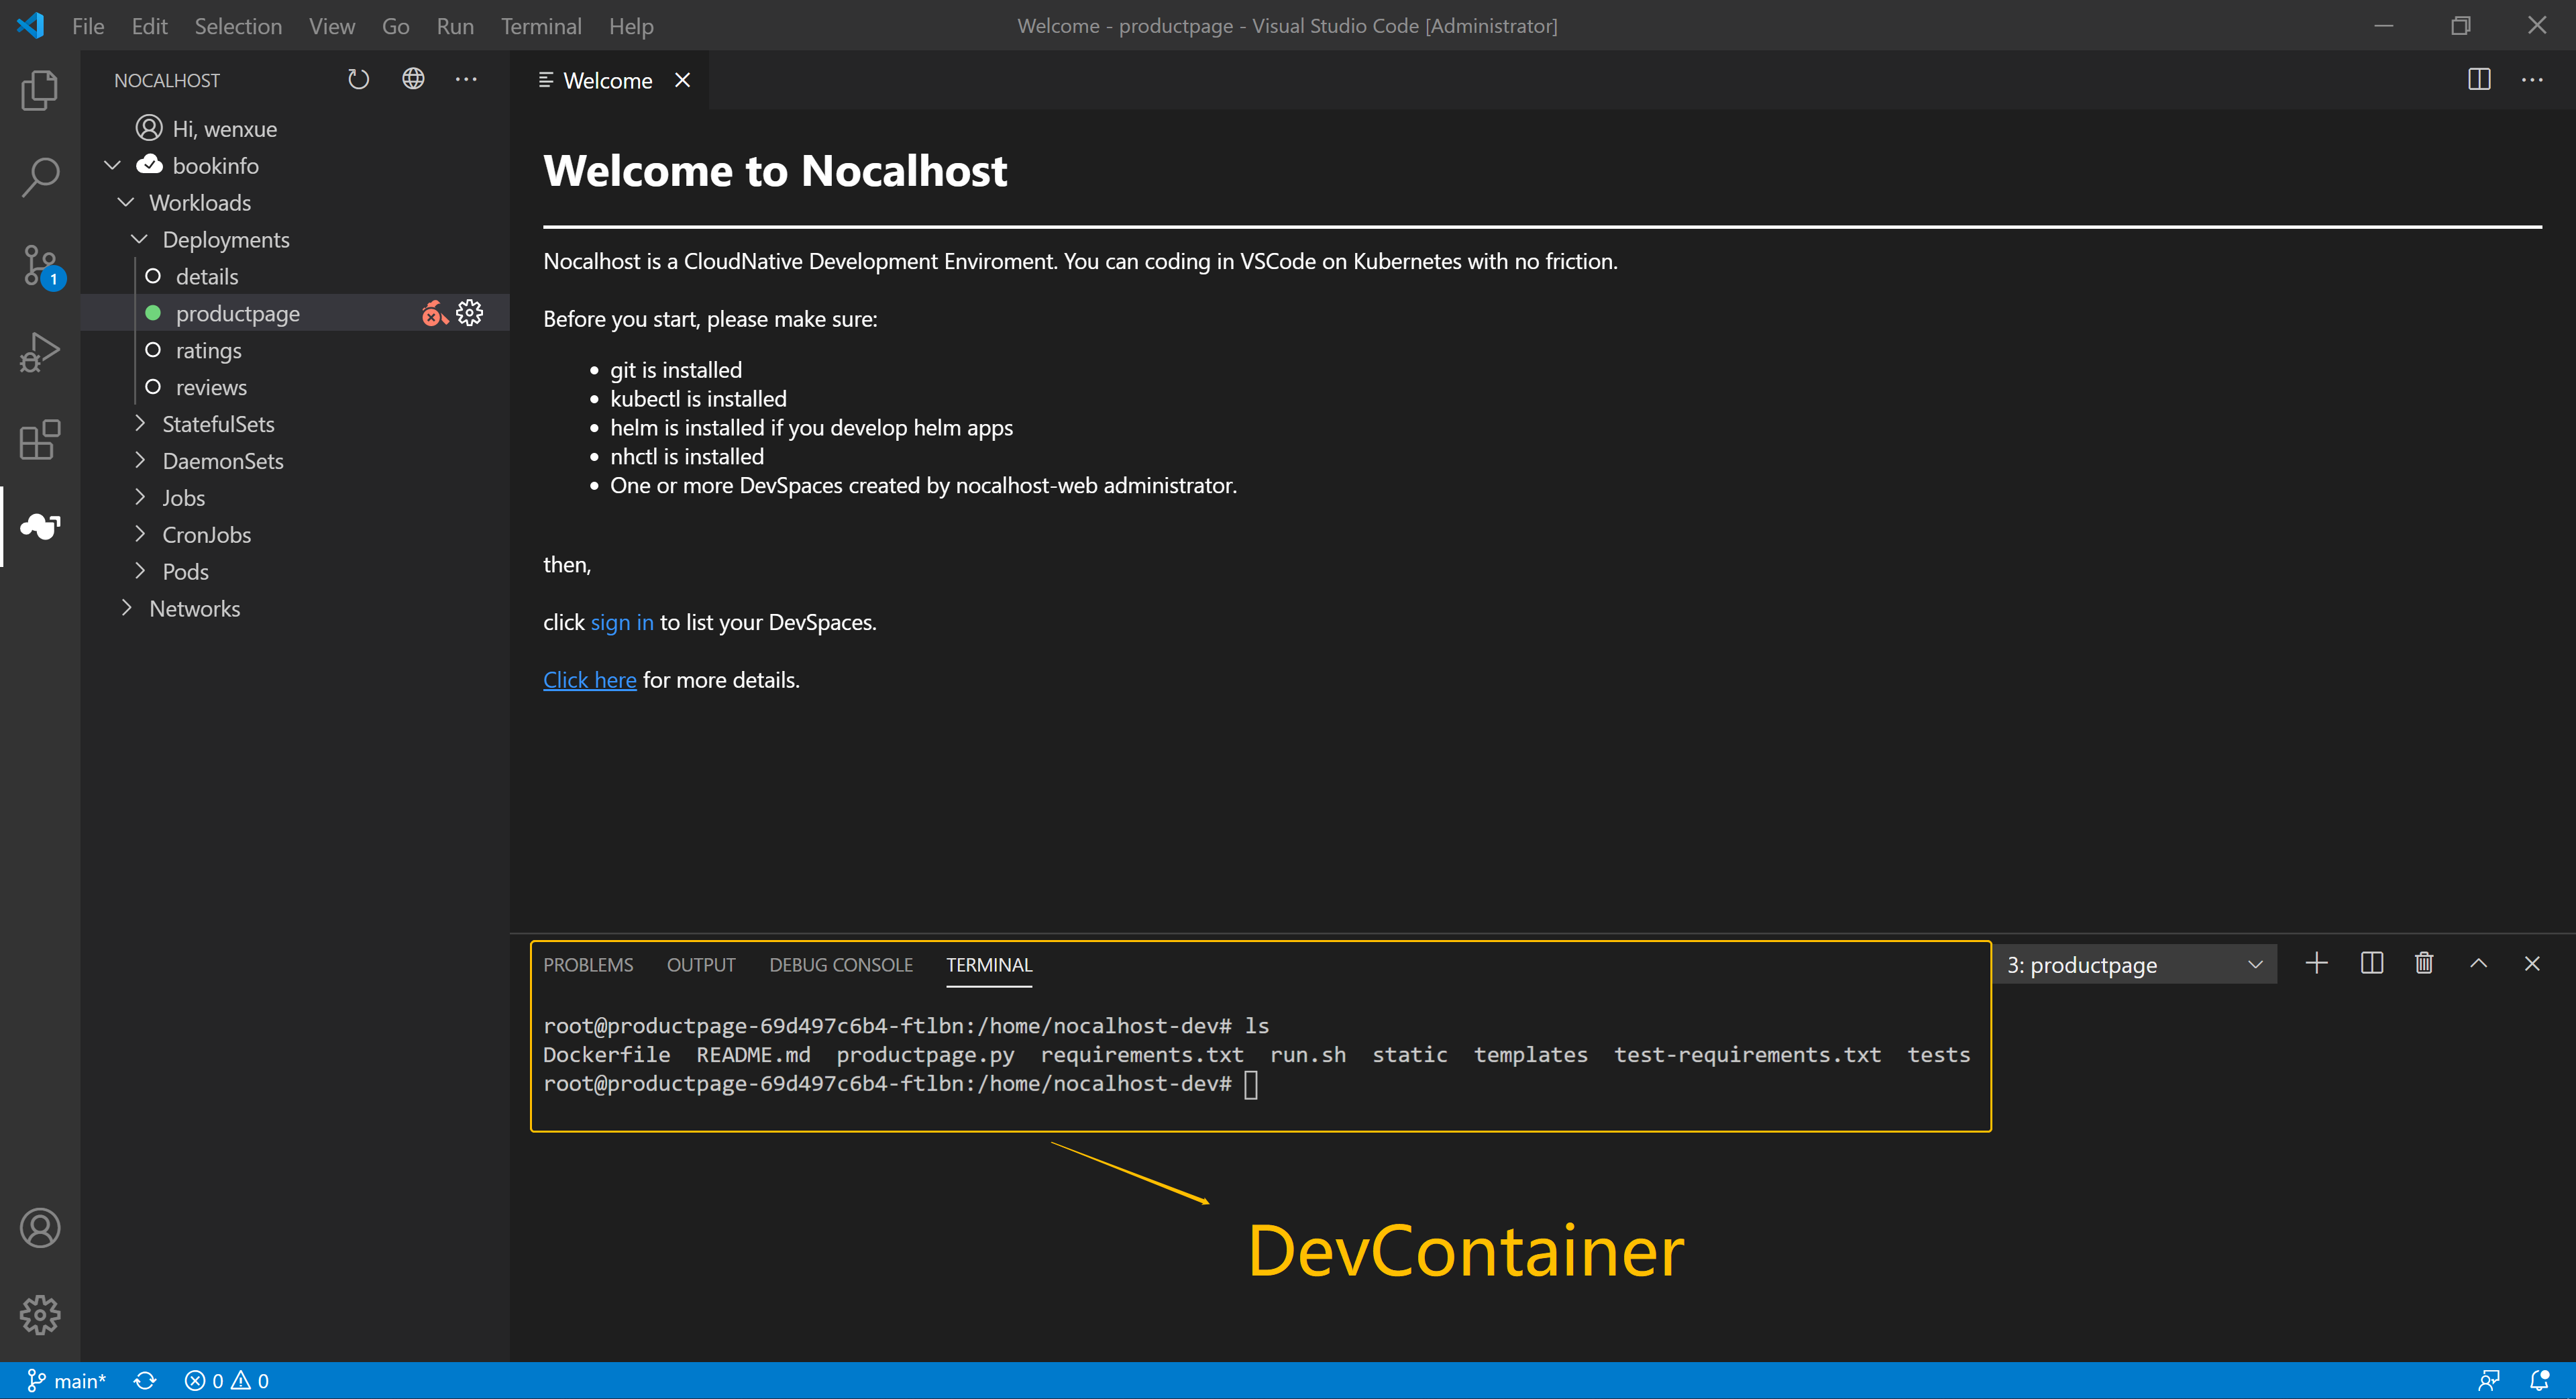 File Edit Selection View Go Run Terminal Help
Welcome - productpage - Visual Studio Code [Administrator]
NOCALHOST
Hi, wenxue
bookinfo
Workloads
Deployments
details
productpage
ratings
reviews
StatefulSets
DaemonSets
Jobs
CronJobs
Pods
Networks
1
Welcome
Welcome to Nocalhost
Nocalhost is a CloudNative Development Enviroment. You can coding in VSCode on Kubernetes with no friction.
Before you start, please make sure:
git is installed
kubectl is installed
helm is installed if you develop helm apps
nhctl is installed
One or more DevSpaces created by nocalhost-web administrator.
then,
click sign in to list your DevSpaces.
Click here for more details.
PROBLEMS OUTPUT DEBUG CONSOLE TERMINAL
3: productpage
root@productpage-69d497c6b4-ftlbn:/home/nocalhost-dev# ls
Dockerfile README.md productpage.py requirements.txt run.sh static templates test-requirements.txt tests
root@productpage-69d497c6b4-ftlbn:/home/nocalhost-dev#
DevContainer
main* 0 0